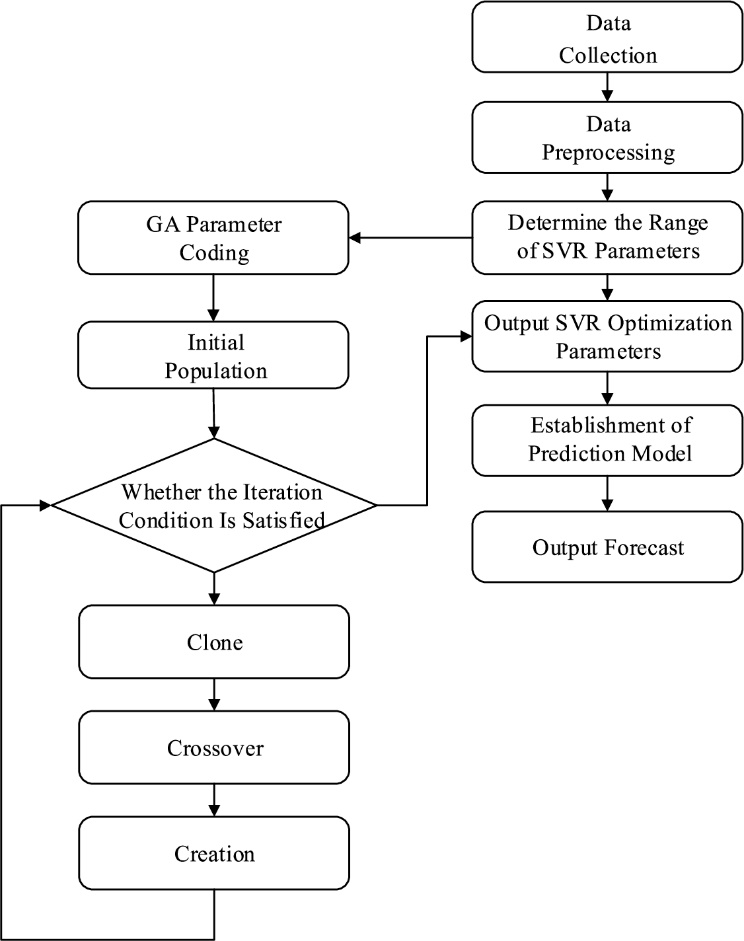 Data
Collection
Data
Preprocessing
Determine the Range
of SVR Parameters
GA Parameter
Coding
Output SVR Optimization
Parameters
Initial
Population
Establishment of
Prediction Model
Whether the Iteration
Condition Is Satisfied
Output Forecast
Clone
Crossover
Creation